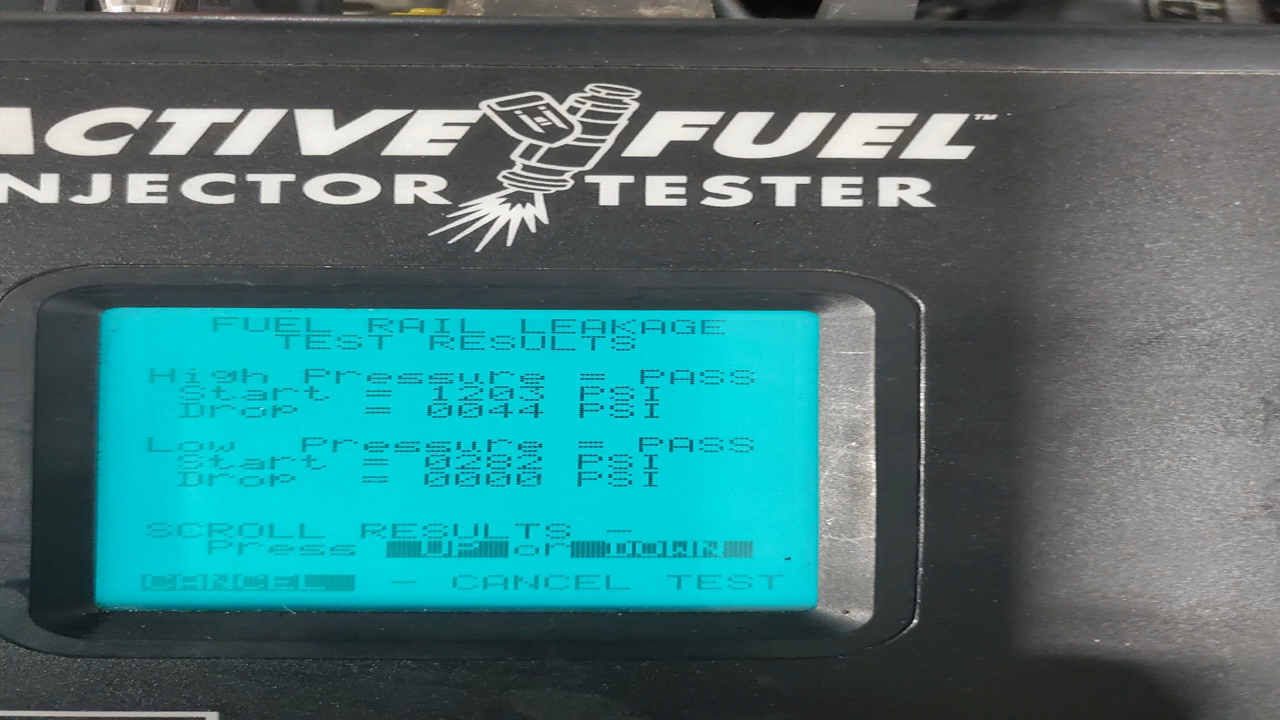 ACTIVE FUEL™
INJECTOR TESTER
FUEL RAIL LEAKAGE
TEST RESULTS
High Pressure = PASS
Start = 1203 PSI
Drop = 0044 PSI
Low Pressure = PASS
Start = 0282 PSI
Drop = 0000 PSI
SCROLL RESULTS -
Press UP or DOWN
CANCEL - CANCEL TEST